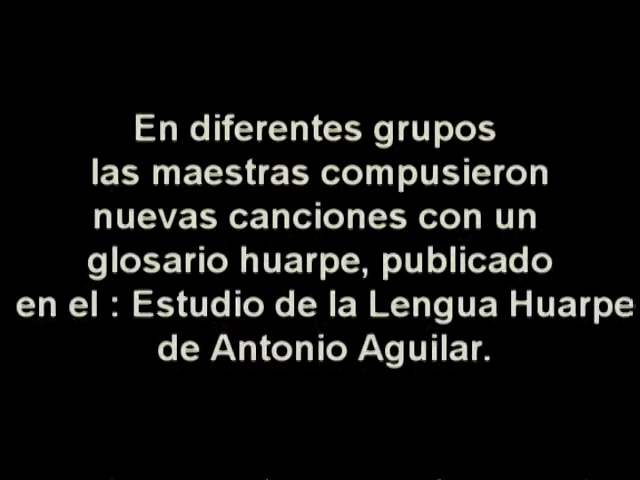 En diferentes grupos
las maestras compusieron
nuevas canciones con un
glosario huarpe, publicado
en el : Estudio de la Lengua Huarpe
de Antonio Aguilar.